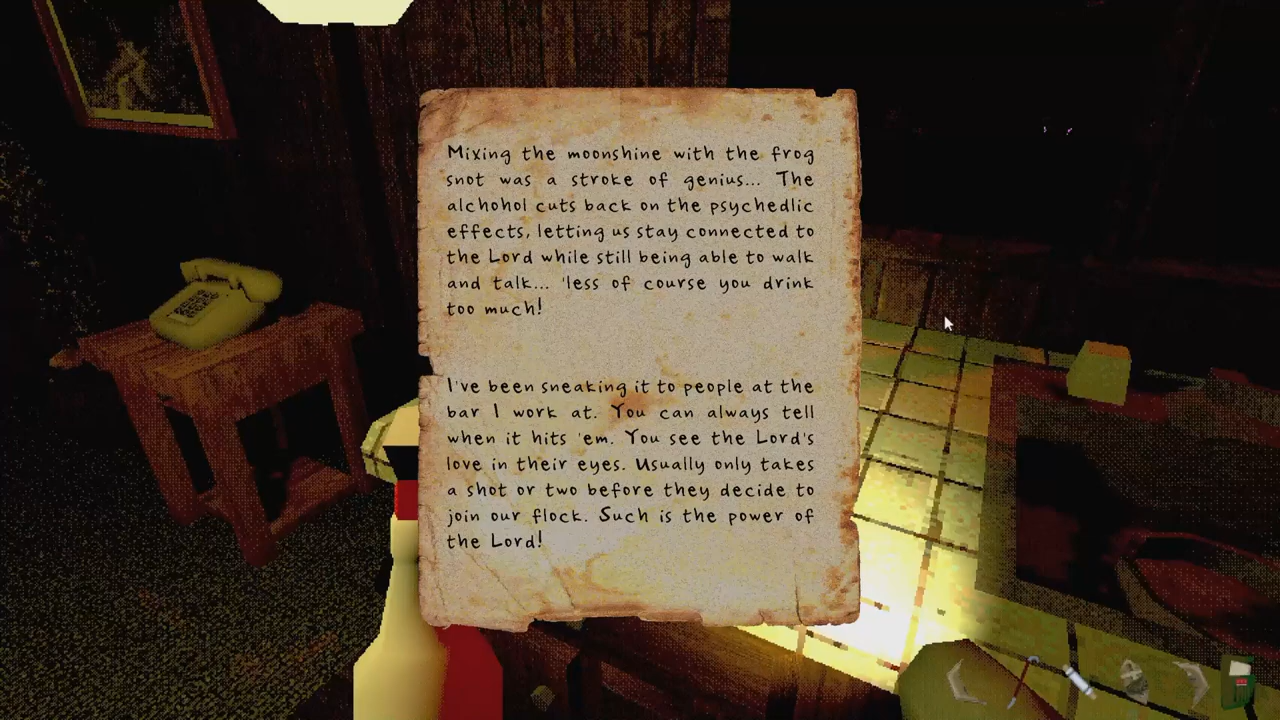 Mixing the moonshine with the frog
snot was a stroke of genius... The
alchohol cuts back on the psychedlic
effects, letting us stay connected to
the Lord while still being able to walk
and talk... 'less of course you drink
too much!
I've been sneaking it to people at the
bar I work at. You can always tell
when it hits 'em. You see the Lord's
love in their eyes. Usually only takes
a shot or two before they decide to
join our flock. Such is the power of
the Lord!